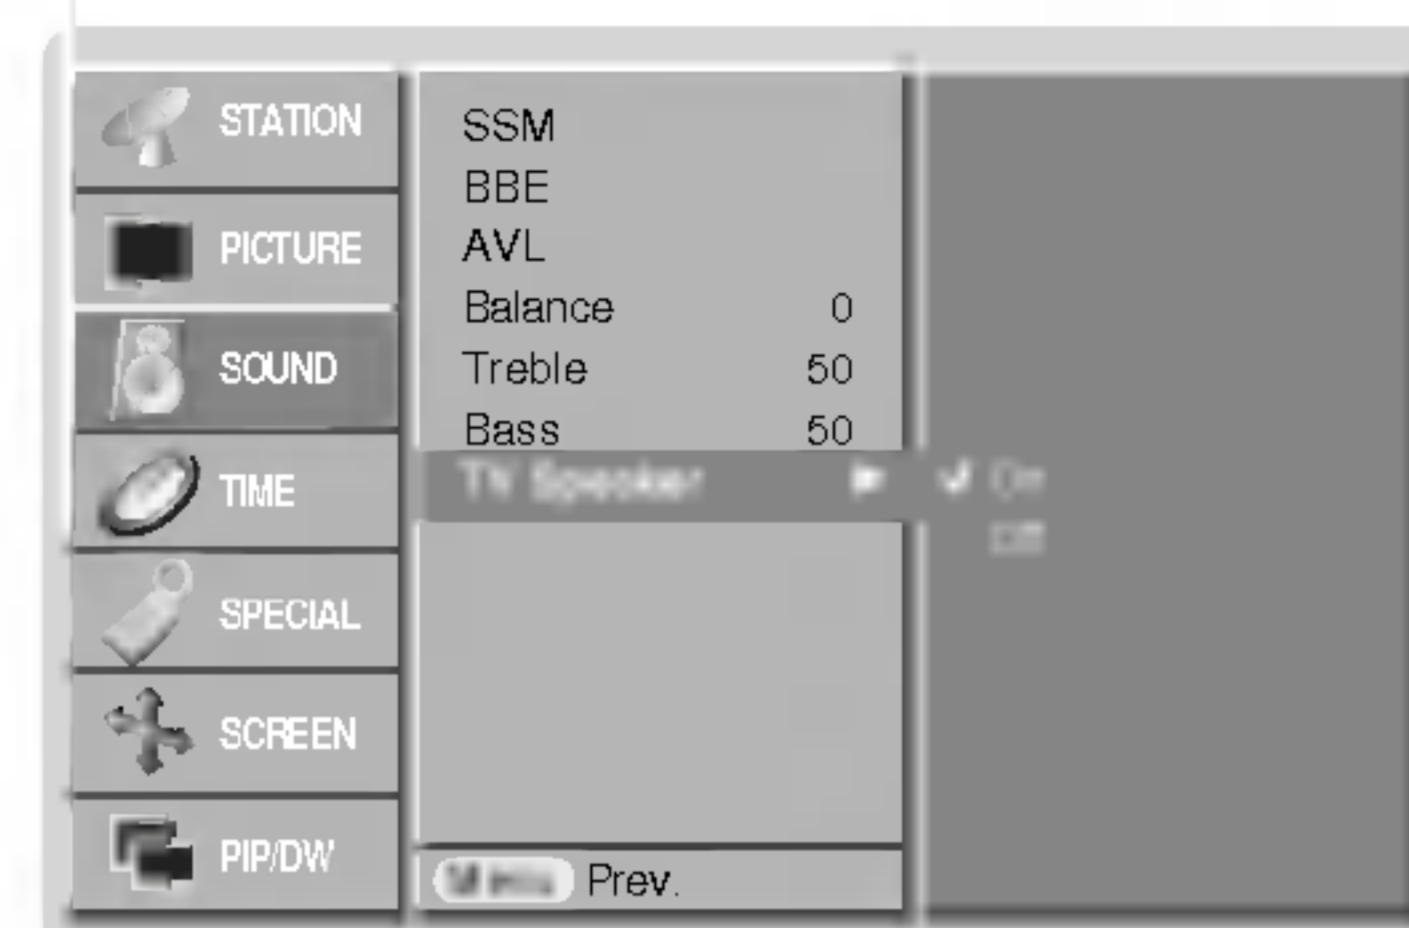 STATION
PICTURE
SOUND
TIME
SPECIAL
SCREEN
PIP/DW
SSM
BBE
AVL
Balance 0
Treble 50
Bass 50
TV Speaker
On
Off
Menu Prev.